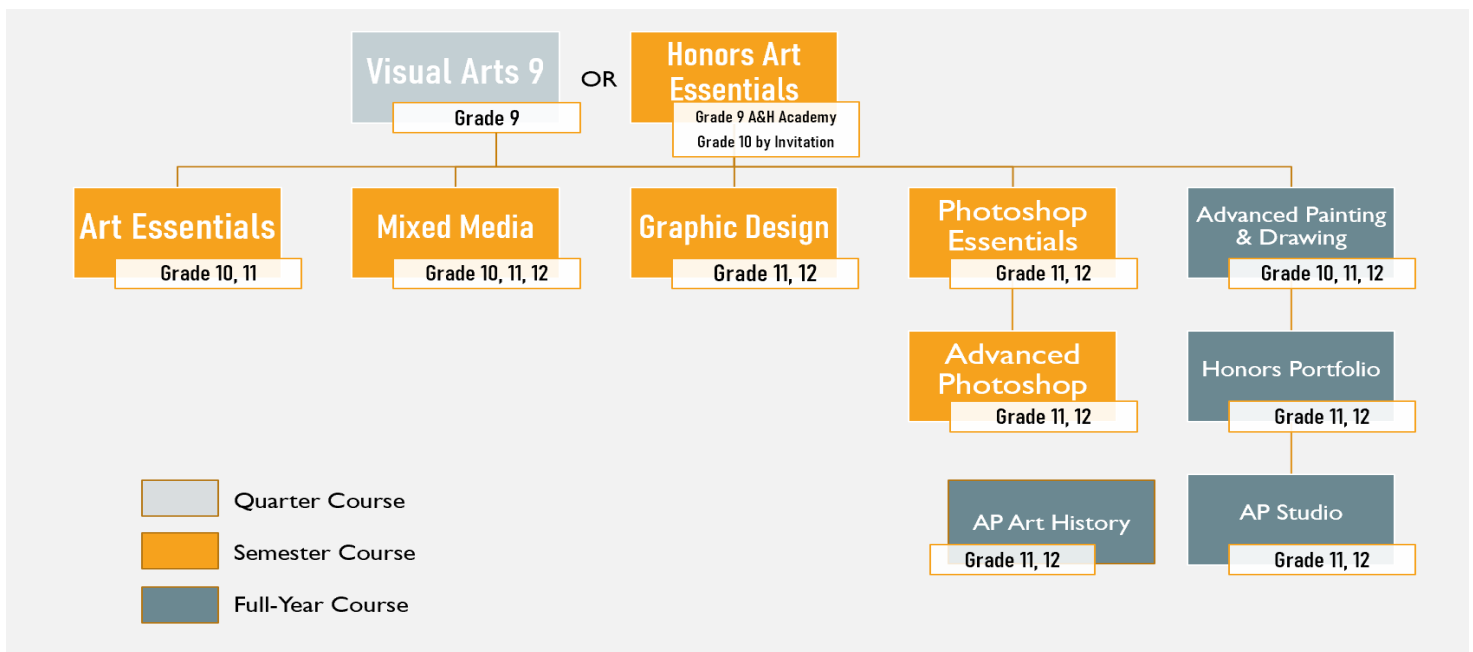 Visual Arts 9
Grade 9
OR
Honors Art
Essentials
Grade 9 A&H Academy
Grade 10 by Invitation
Art Essentials
Grade 10, 11
Mixed Media
Grade 10, 11, 12
Graphic Design
Grade 11, 12
Photoshop
Essentials
Grade 11, 12
Advanced Painting
& Drawing
Grade 10, 11, 12
Advanced
Photoshop
Grade 11, 12
Honors Portfolio
Grade 11, 12
AP Art History
Grade 11, 12
AP Studio
Grade 11, 12
Quarter Course
Semester Course
Full-Year Course